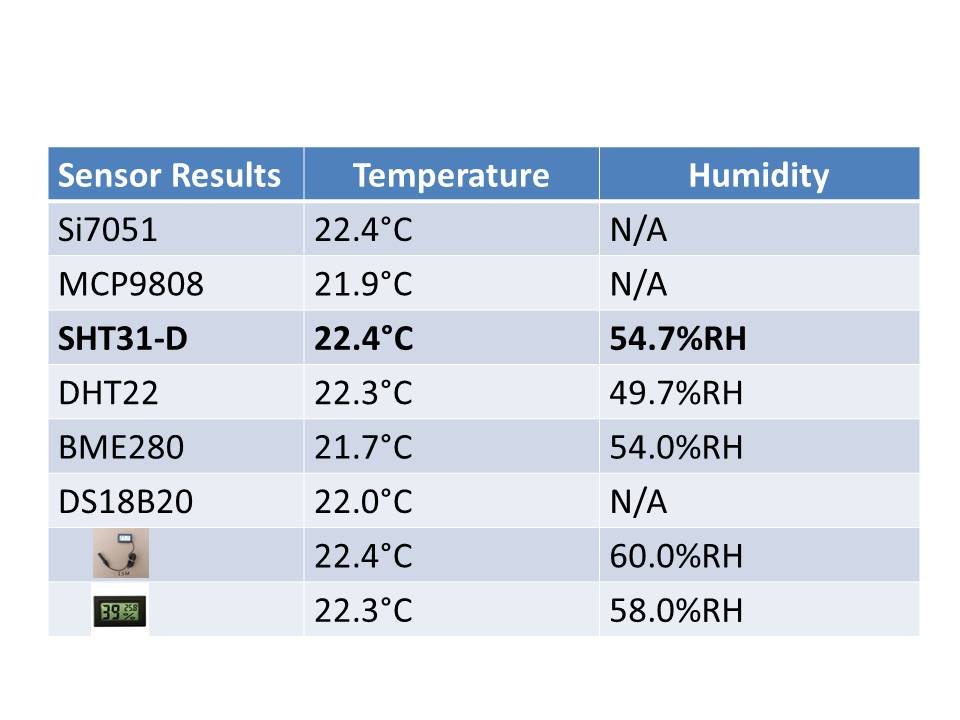 Sensor Results Temperature Humidity
Si7051 22.4°C N/A
MCP9808 21.9°C N/A
SHT31-D 22.4°C 54.7%RH
DHT22 22.3°C 49.7%RH
BME280 21.7°C 54.0%RH
DS18B20 22.0°C N/A
1.5M 22.4°C 60.0%RH
39 25.8 % 22.3°C 58.0%RH